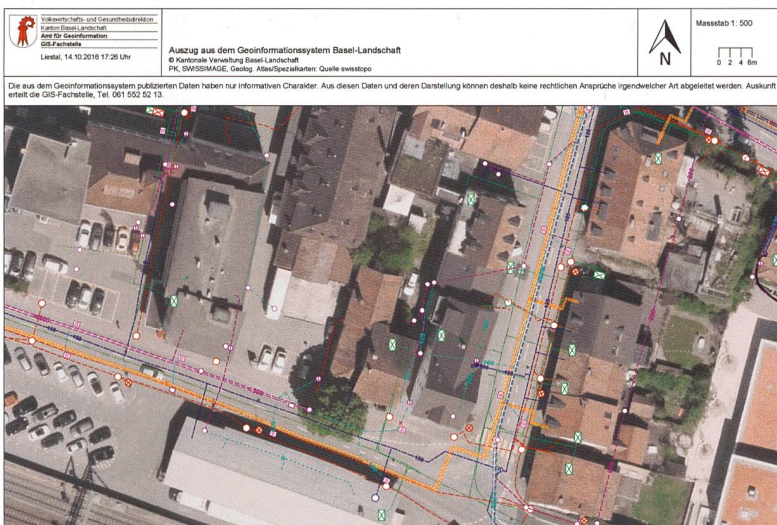 Volkswirtschafts- und Gesundheitsdirektion
Kanton Basel-Landschaft
Amt für Geoinformation
GIS-Fachstelle
Liestal, 14.10.2016 17:26 Uhr
Auszug aus dem Geoinformationssystem Basel-Landschaft
© Kantonale Verwaltung Basel-Landschaft
PK, SWISSIMAGE, Geolog. Atlas/Spezialkarten: Quelle swisstopo
N
Massstab 1: 500
0 2 4 6m
Die aus dem Geoinformationssystem publizierten Daten haben nur informativen Charakter. Aus diesen Daten und deren Darstellung können deshalb keine rechtlichen Ansprüche irgendwelcher Art abgeleitet werden. Auskunft
erteilt die GIS-Fachstelle, Tel. 061 552 52 13.